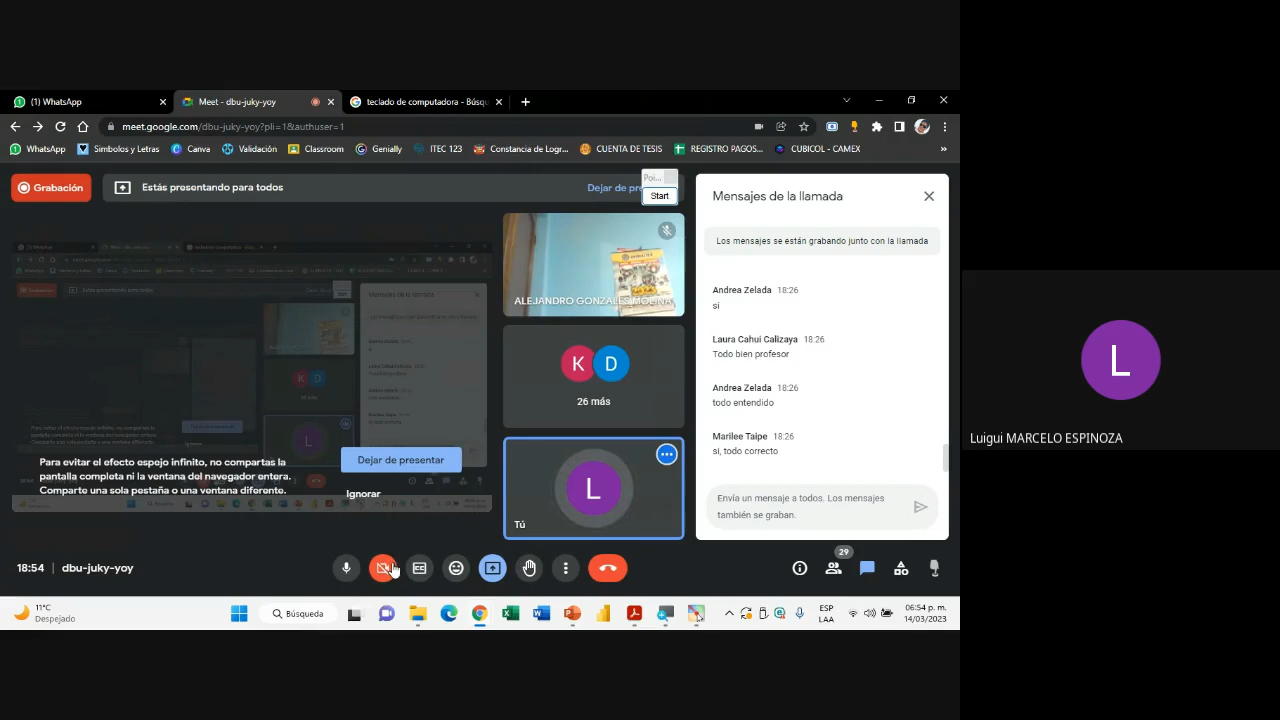 (1) WhatsApp
Meet - dbu-juky-yoy
teclado de computadora - Búsqu
meet.google.com/dbu-juky-yoy?pli=1&authuser=1
WhatsApp
Simbolos y Letras
Canva
Validación
Classroom
Genially
ITEC 123
Constancia de Logr...
CUENTA DE TESIS
REGISTRO PAGOS...
CUBICOL - CAMEX
»
Grabación
Estás presentando para todos
Dejar de pre
Poi...
Start
ALEJANDRO GONZALES MOLINA
K D
26 más
L
Tú
Para evitar el efecto espejo infinito, no compartas la
pantalla completa ni la ventana del navegador entera.
Comparte una sola pestaña o una ventana diferente.
Dejar de presentar
Ignorar
Mensajes de la llamada
Los mensajes se están grabando junto con la llamada
Andrea Zelada 18:26
si
Laura Cahui Calizaya 18:26
Todo bien profesor
Andrea Zelada 18:26
todo entendido
Marilee Taipe 18:26
si, todo correcto
Envía un mensaje a todos. Los mensajes
también se graban.
18:54 | dbu-juky-yoy
29
11°C
Despejado
Búsqueda
ESP
LAA
06:54 p. m.
14/03/2023
L
Luigui MARCELO ESPINOZA